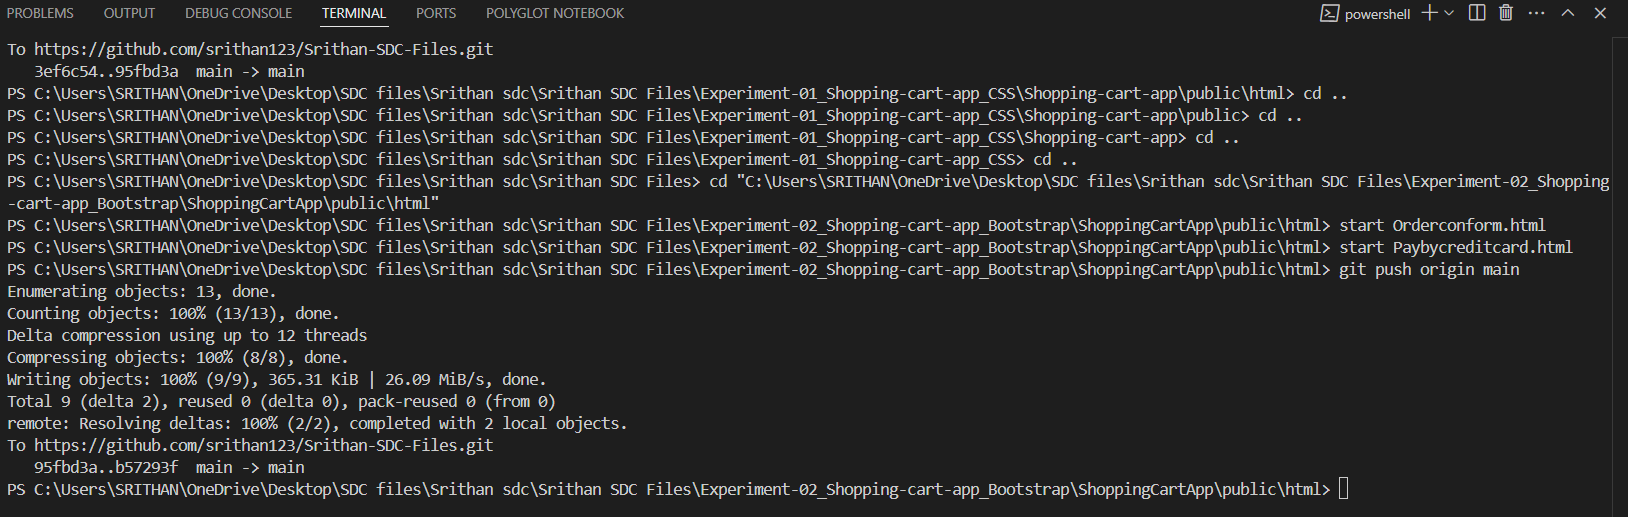 PROBLEMS OUTPUT DEBUG CONSOLE TERMINAL PORTS POLYGLOT NOTEBOOK powershell
To https://github.com/srithan123/Srithan-SDC-Files.git
   3ef6c54..95fbd3a  main -> main
PS C:\Users\SRITHAN\OneDrive\Desktop\SDC files\Srithan sdc\Srithan SDC Files\Experiment-01_Shopping-cart-app_CSS\Shopping-cart-app\public\html> cd ..
PS C:\Users\SRITHAN\OneDrive\Desktop\SDC files\Srithan sdc\Srithan SDC Files\Experiment-01_Shopping-cart-app_CSS\Shopping-cart-app\public> cd ..
PS C:\Users\SRITHAN\OneDrive\Desktop\SDC files\Srithan sdc\Srithan SDC Files\Experiment-01_Shopping-cart-app_CSS\Shopping-cart-app> cd ..
PS C:\Users\SRITHAN\OneDrive\Desktop\SDC files\Srithan sdc\Srithan SDC Files\Experiment-01_Shopping-cart-app_CSS> cd ..
PS C:\Users\SRITHAN\OneDrive\Desktop\SDC files\Srithan sdc\Srithan SDC Files> cd "C:\Users\SRITHAN\OneDrive\Desktop\SDC files\Srithan sdc\Srithan SDC Files\Experiment-02_Shopping
-cart-app_Bootstrap\ShoppingCartApp\public\html"
PS C:\Users\SRITHAN\OneDrive\Desktop\SDC files\Srithan sdc\Srithan SDC Files\Experiment-02_Shopping-cart-app_Bootstrap\ShoppingCartApp\public\html> start Orderconform.html
PS C:\Users\SRITHAN\OneDrive\Desktop\SDC files\Srithan sdc\Srithan SDC Files\Experiment-02_Shopping-cart-app_Bootstrap\ShoppingCartApp\public\html> start Paybycreditcard.html
PS C:\Users\SRITHAN\OneDrive\Desktop\SDC files\Srithan sdc\Srithan SDC Files\Experiment-02_Shopping-cart-app_Bootstrap\ShoppingCartApp\public\html> git push origin main
Enumerating objects: 13, done.
Counting objects: 100% (13/13), done.
Delta compression using up to 12 threads
Compressing objects: 100% (8/8), done.
Writing objects: 100% (9/9), 365.31 KiB | 26.09 MiB/s, done.
Total 9 (delta 2), reused 0 (delta 0), pack-reused 0 (from 0)
remote: Resolving deltas: 100% (2/2), completed with 2 local objects.
To https://github.com/srithan123/Srithan-SDC-Files.git
   95fbd3a..b57293f  main -> main
PS C:\Users\SRITHAN\OneDrive\Desktop\SDC files\Srithan sdc\Srithan SDC Files\Experiment-02_Shopping-cart-app_Bootstrap\ShoppingCartApp\public\html>